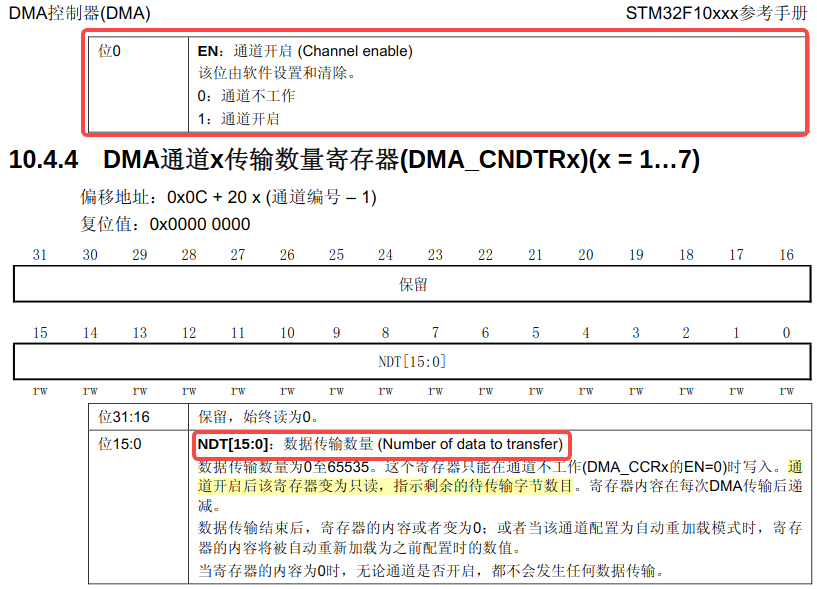 DMA控制器(DMA) STM32F10xxx参考手册
位0 EN：通道开启 (Channel enable)
该位由软件设置和清除。
0：通道不工作
1：通道开启
10.4.4 DMA通道x传输数量寄存器(DMA_CNDTRx)(x = 1…7)
偏移地址：0x0C + 20 x (通道编号 – 1)
复位值：0x0000 0000
31 30 29 28 27 26 25 24 23 22 21 20 19 18 17 16
保留
15 14 13 12 11 10 9 8 7 6 5 4 3 2 1 0
NDT[15:0]
rw rw rw rw rw rw rw rw rw rw rw rw rw rw rw rw
位31:16 保留，始终读为0。
位15:0 NDT[15:0]：数据传输数量 (Number of data to transfer)
数据传输数量为0至65535。这个寄存器只能在通道不工作(DMA_CCRx的EN=0)时写入。通
道开启后该寄存器变为只读，指示剩余的待传输字节数目。寄存器内容在每次DMA传输后递
减。
数据传输结束后，寄存器的内容或者变为0；或者当该通道配置为自动重加载模式时，寄存
器的内容将被自动重新加载为之前配置时的数值。
当寄存器的内容为0时，无论通道是否开启，都不会发生任何数据传输。